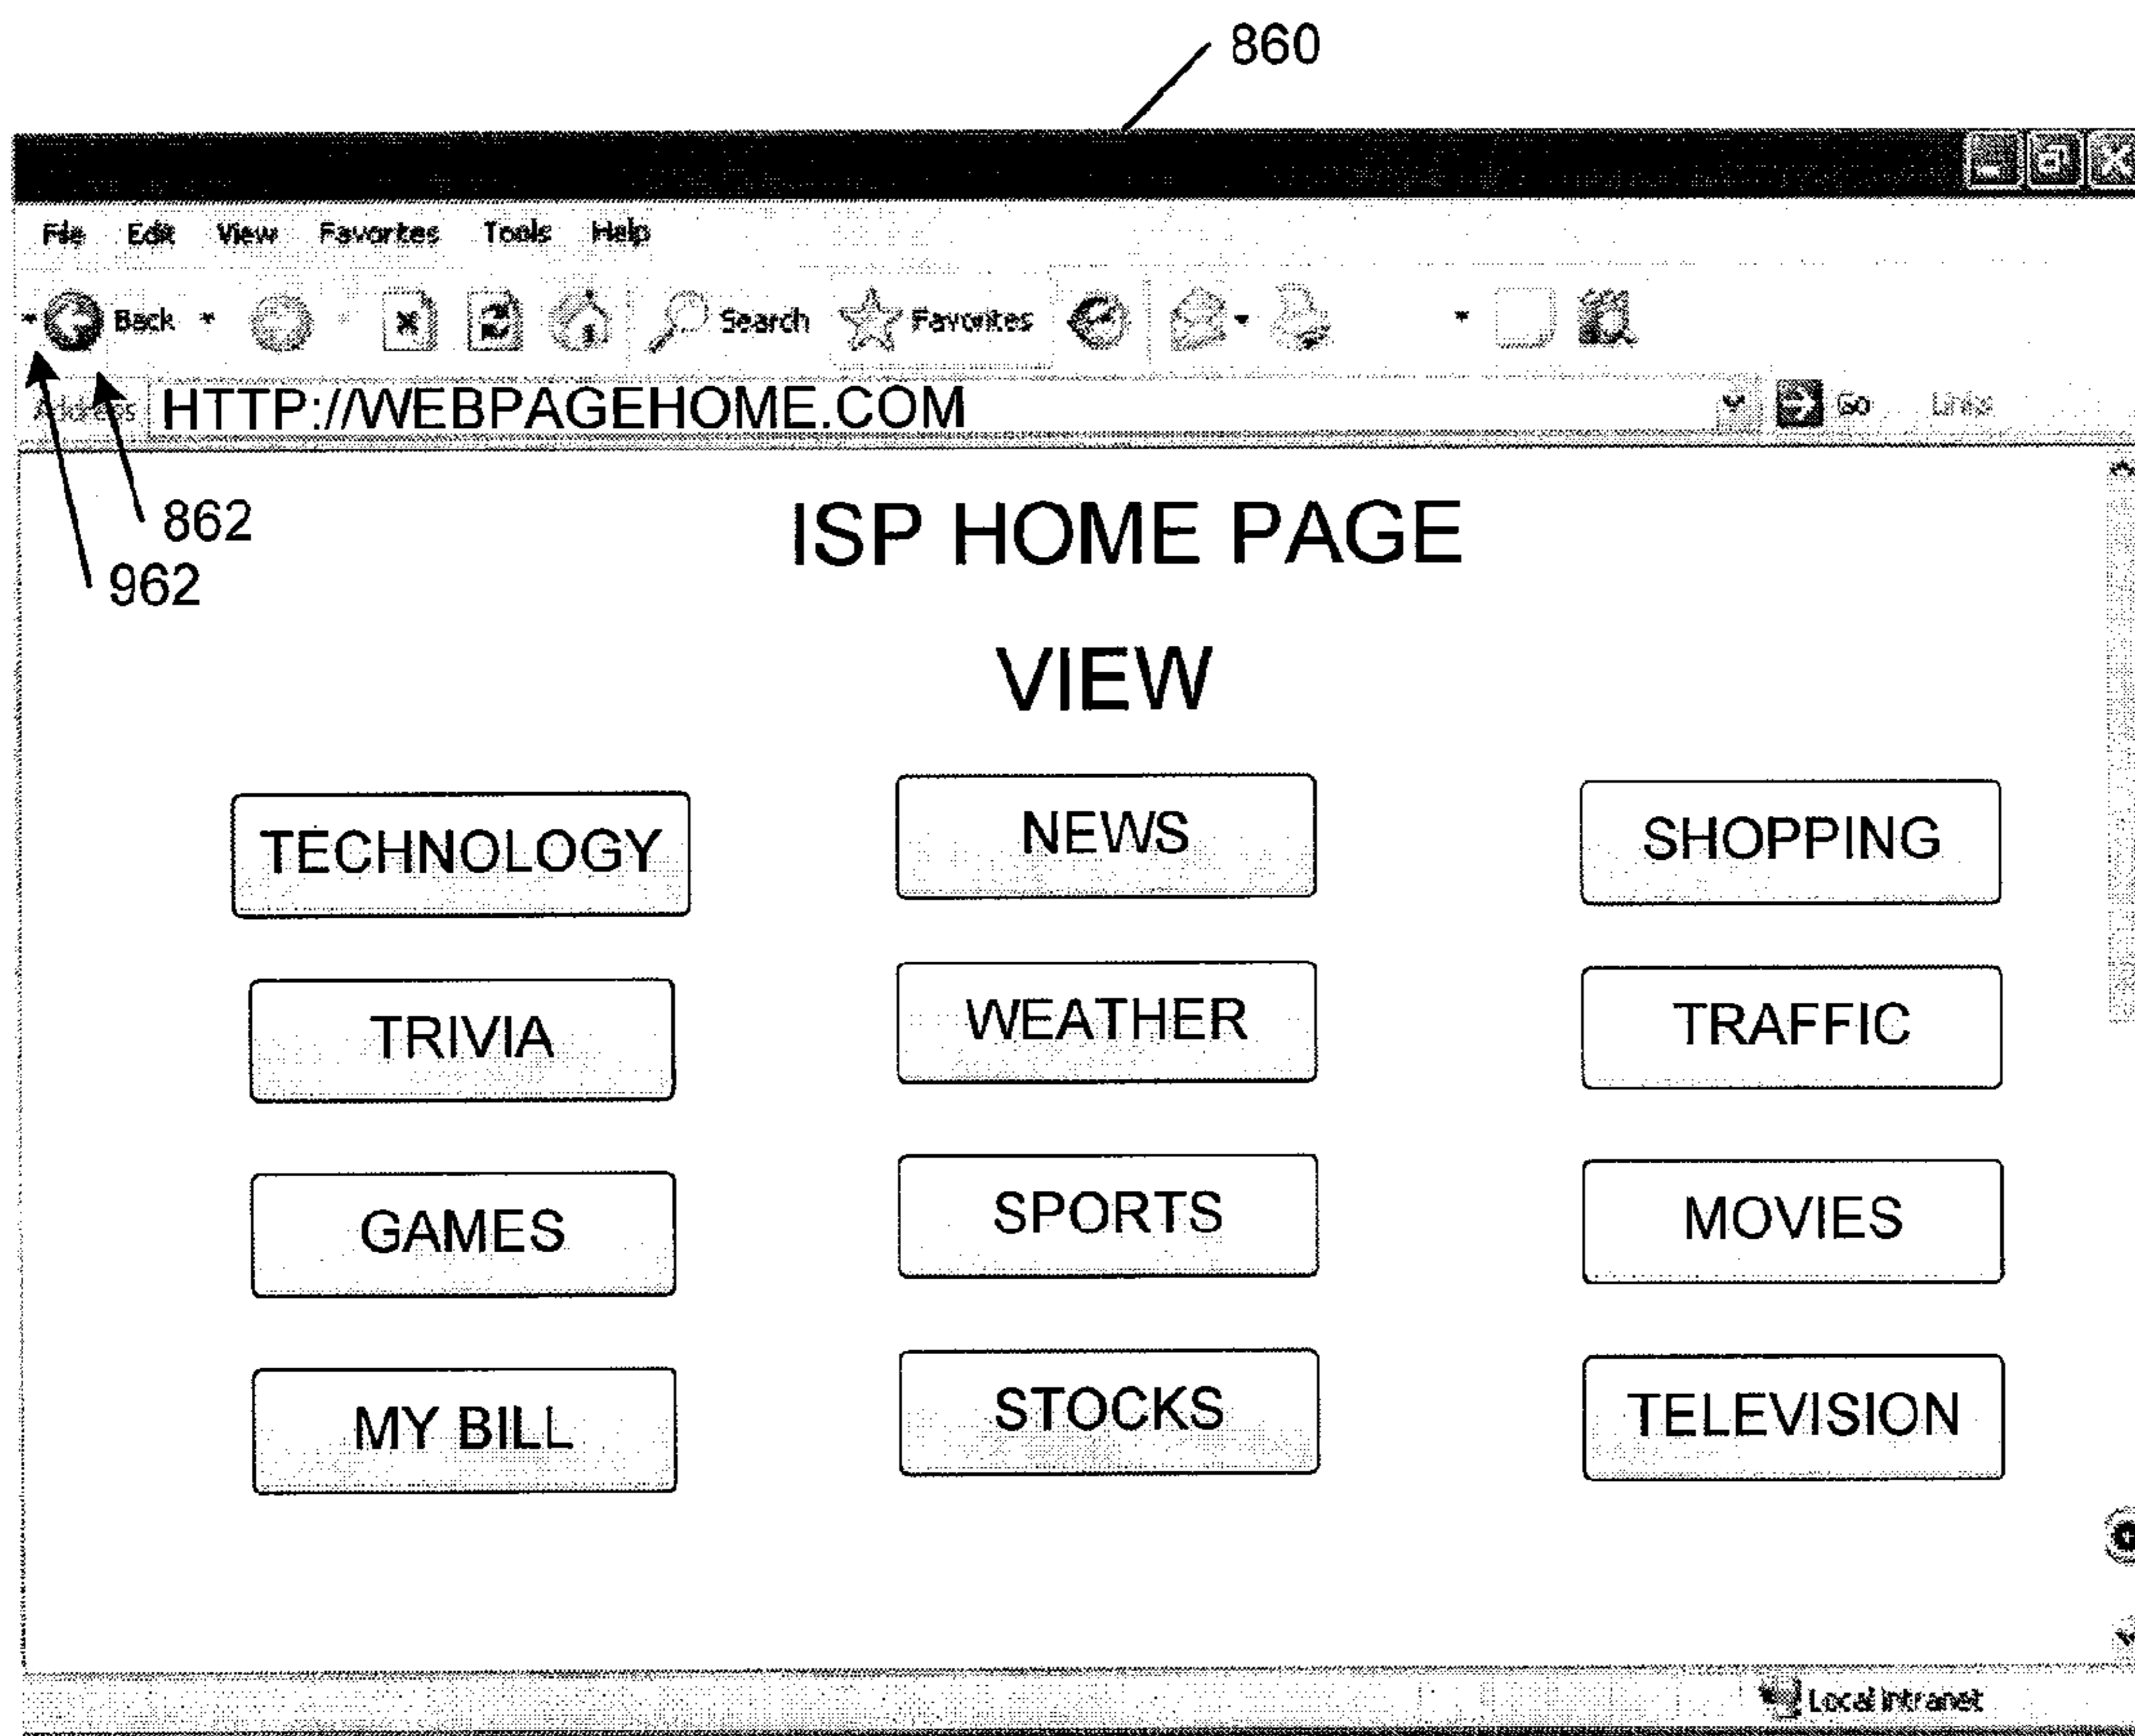 860
File Edit View Favorites Tools Help
Back Search Favorites
Address HTTP://WEBPAGEHOME.COM Go Links
862
962
ISP HOME PAGE
VIEW
TECHNOLOGY NEWS SHOPPING
TRIVIA WEATHER TRAFFIC
GAMES SPORTS MOVIES
MY BILL STOCKS TELEVISION
Local intranet